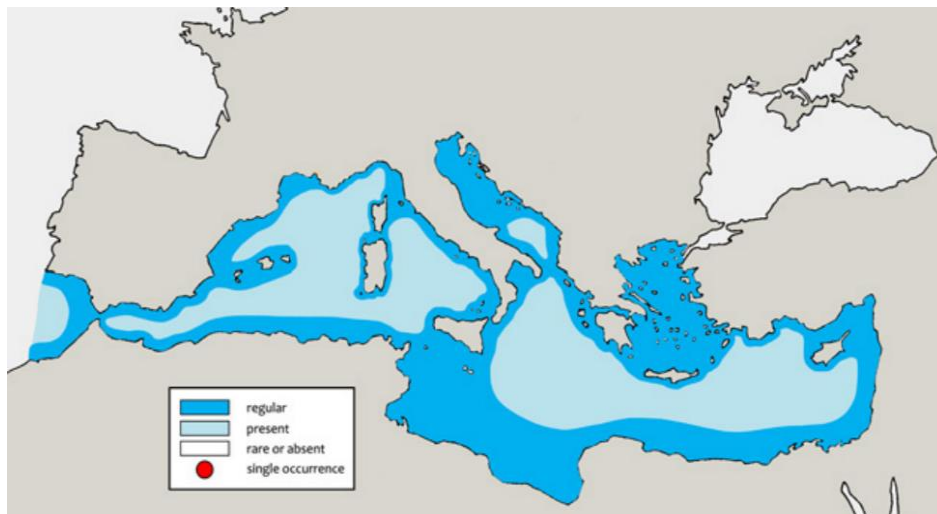 regular
present
rare or absent
single occurrence